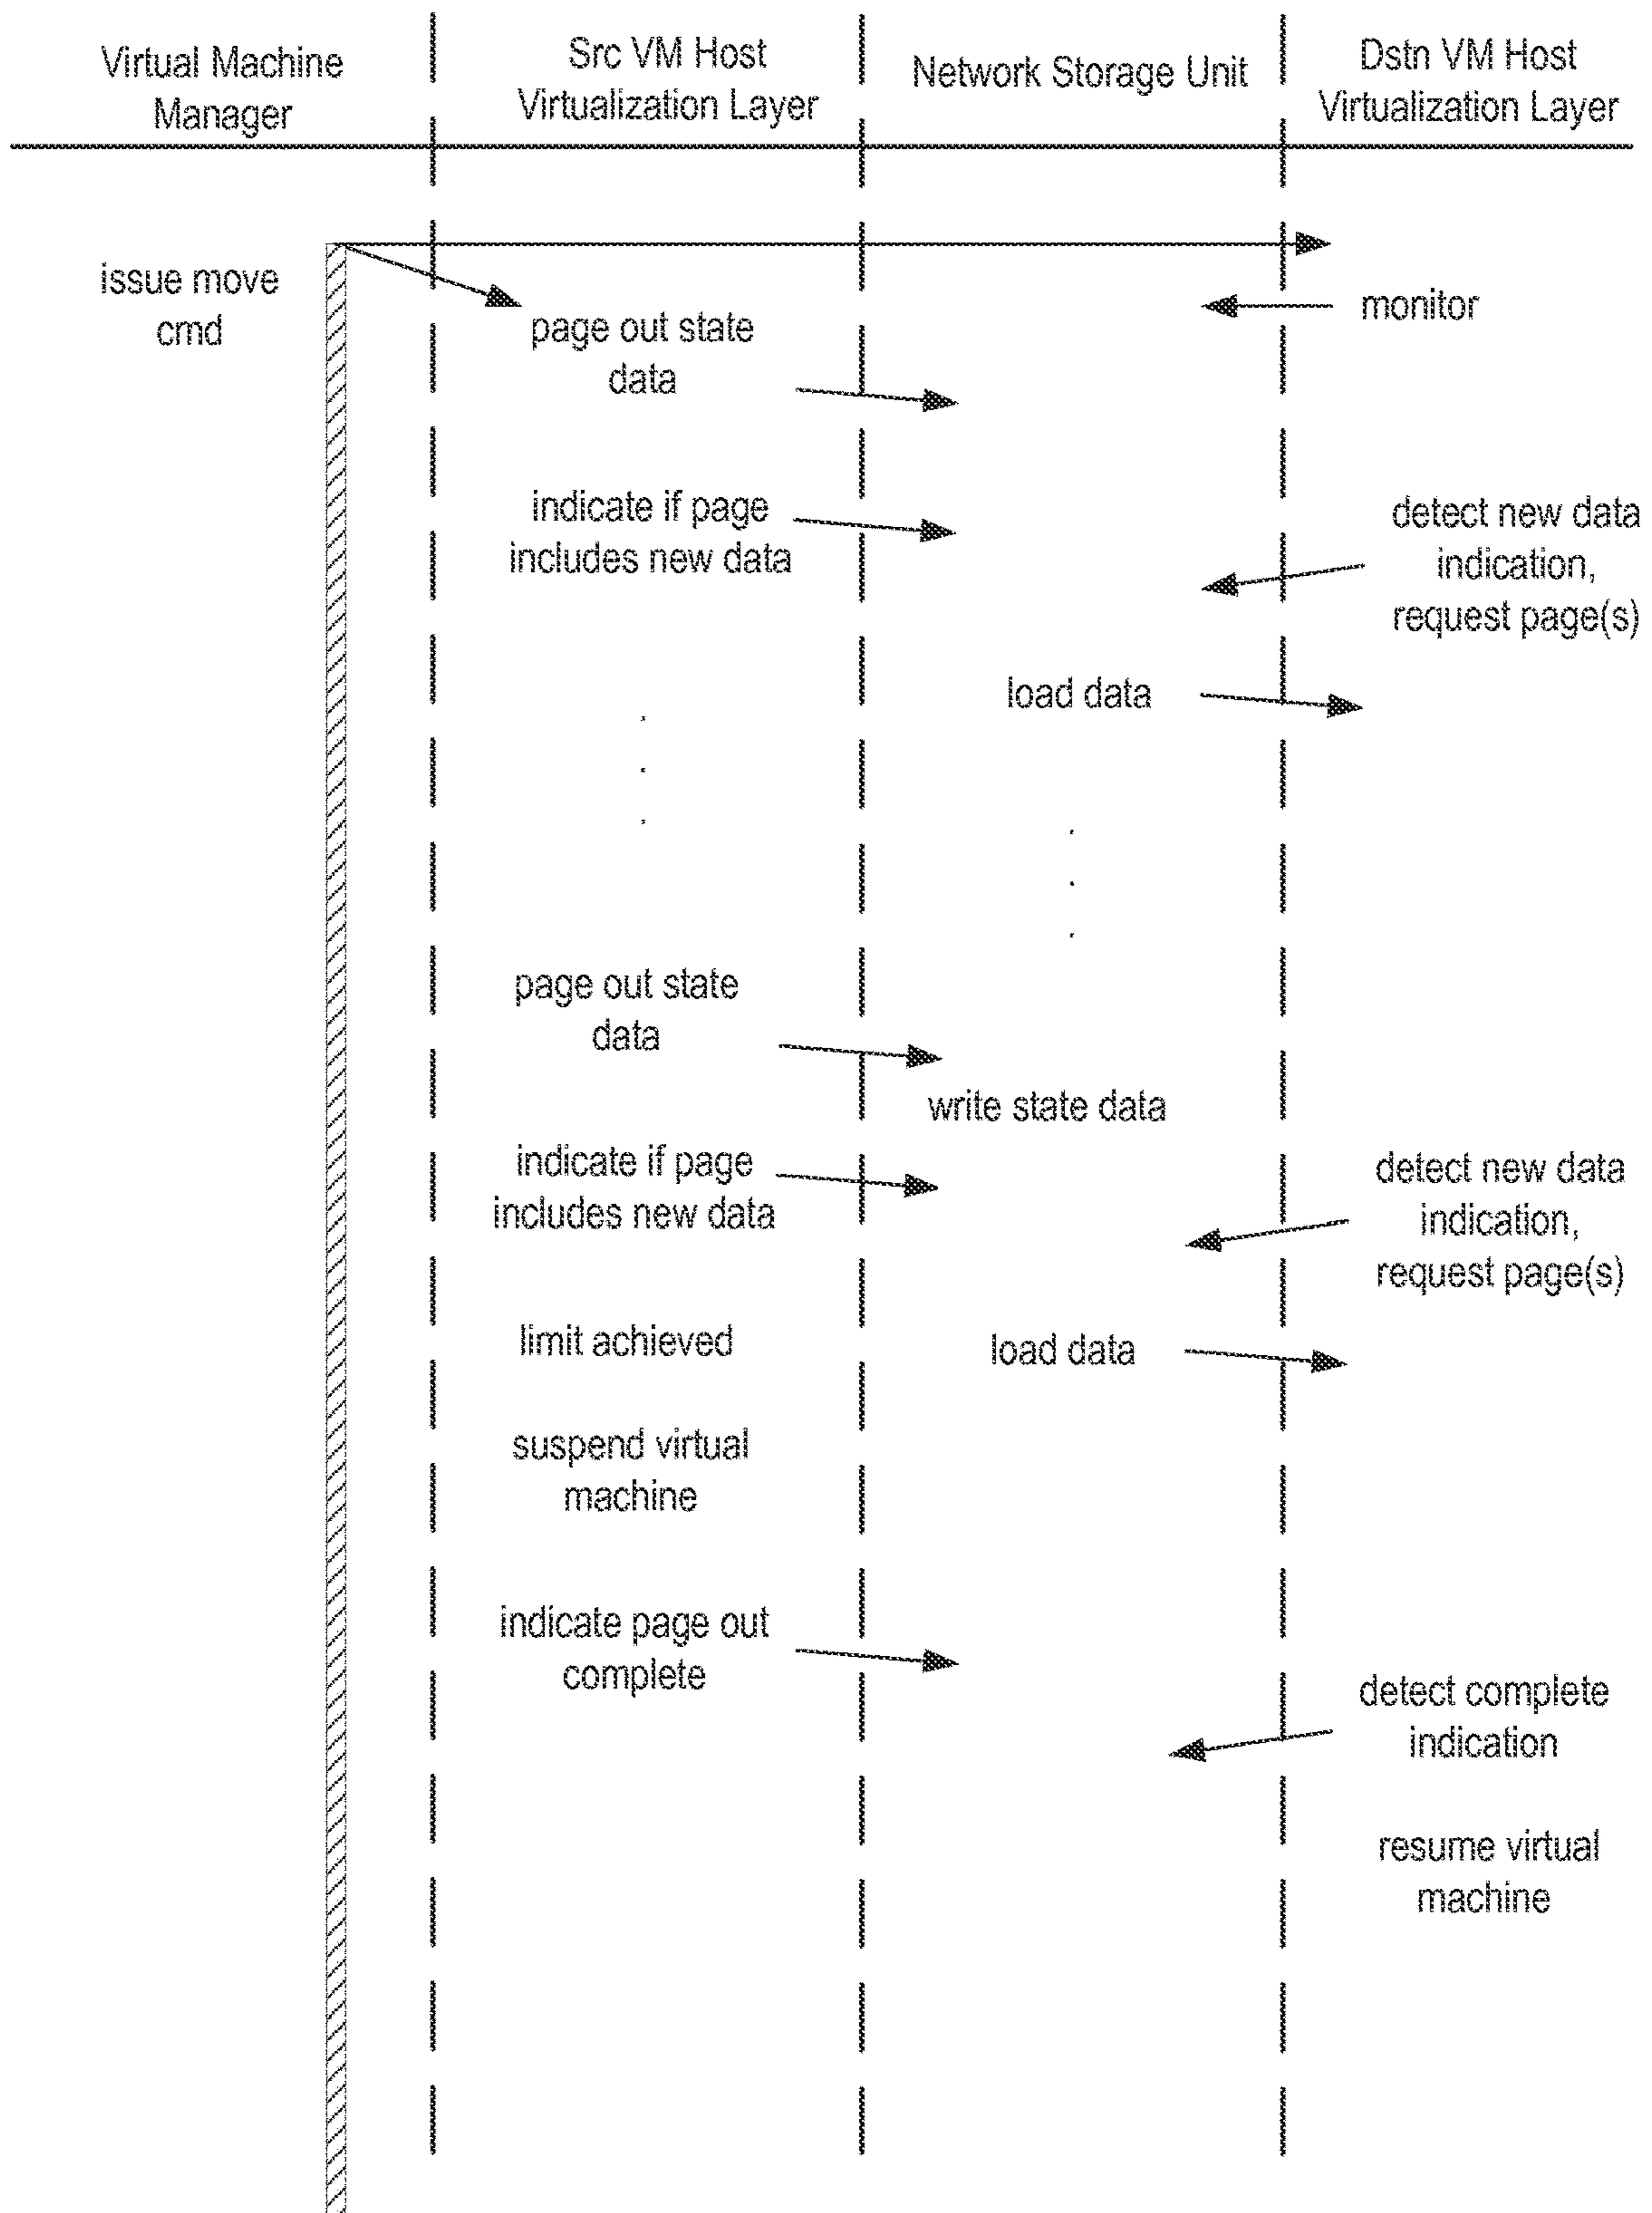 Virtual Machine
Manager
Src VM Host
Virtualization Layer
Network Storage Unit
Dstn VM Host
Virtualization Layer
issue move
cmd
monitor
page out state
data
indicate if page
includes new data
detect new data
indication,
request page(s)
load data
page out state
data
write state data
indicate if page
includes new data
detect new data
indication,
request page(s)
limit achieved
load data
suspend virtual
machine
indicate page out
complete
detect complete
indication
resume virtual
machine